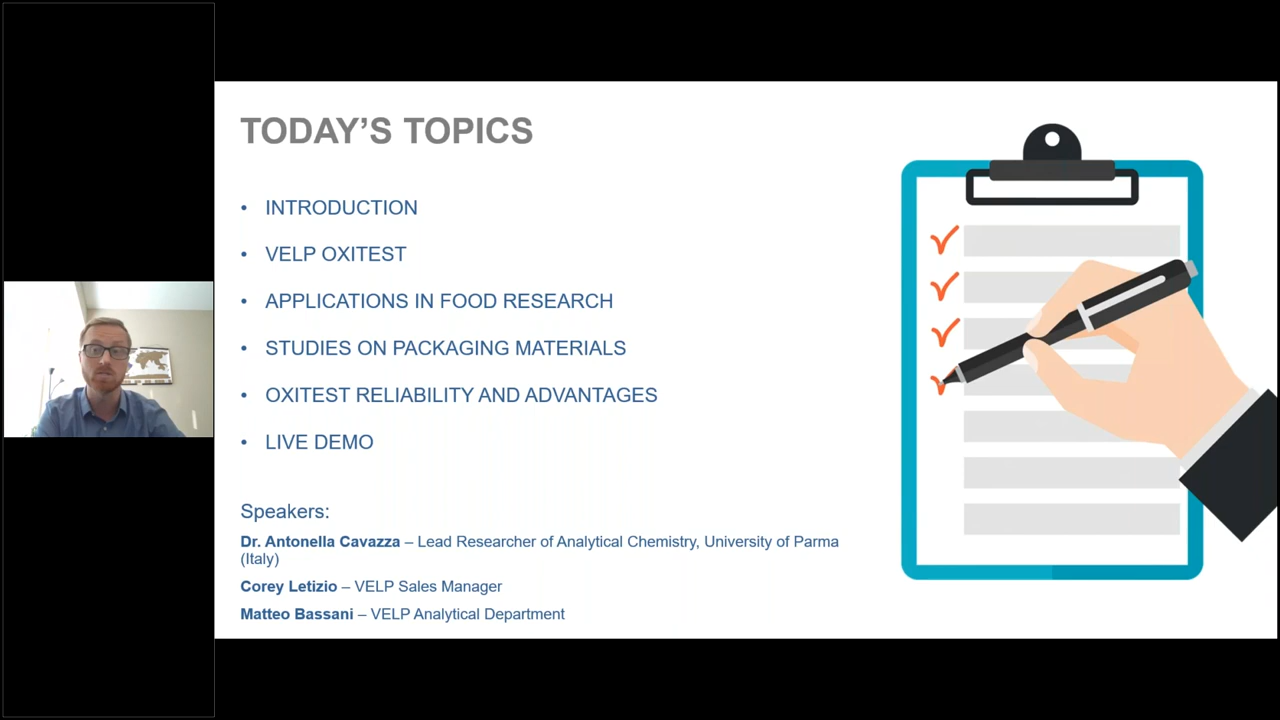 TODAY’S TOPICS
• INTRODUCTION
• VELP OXITEST
• APPLICATIONS IN FOOD RESEARCH
• STUDIES ON PACKAGING MATERIALS
• OXITEST RELIABILITY AND ADVANTAGES
• LIVE DEMO
Speakers:
Dr. Antonella Cavazza – Lead Researcher of Analytical Chemistry, University of Parma
(Italy)
Corey Letizio – VELP Sales Manager
Matteo Bassani – VELP Analytical Department